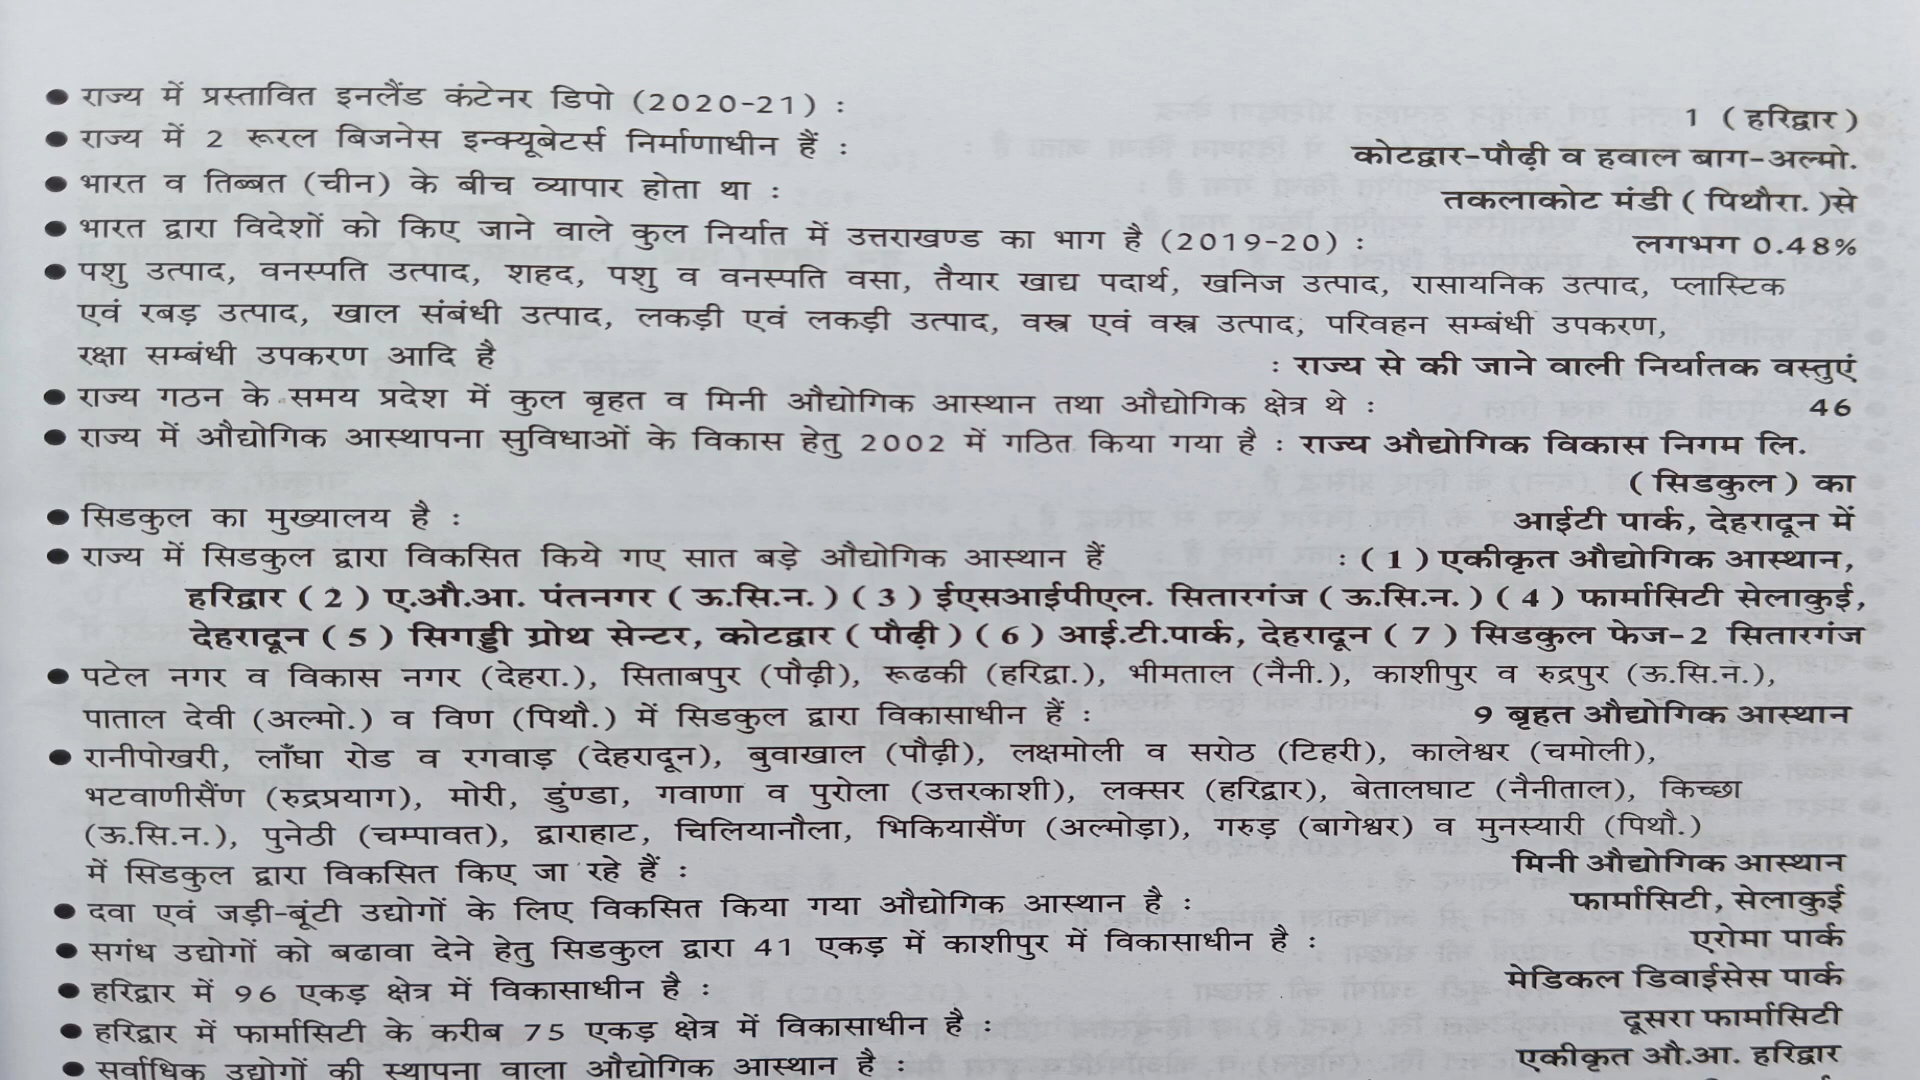 ● राज्य में प्रस्तावित इनलैंड कंटेनर डिपो (2020-21) : 1 (हरिद्वार)
● राज्य में 2 रूरल बिजनेस इन्क्यूबेटर्स निर्माणाधीन हैं : कोटद्वार-पौढ़ी व हवाल बाग-अल्मो.
● भारत व तिब्बत (चीन) के बीच व्यापार होता था : तकलाकोट मंडी (पिथौरा.)से
● भारत द्वारा विदेशों को किए जाने वाले कुल निर्यात में उत्तराखण्ड का भाग है (2019-20) : लगभग 0.48%
● पशु उत्पाद, वनस्पति उत्पाद, शहद, पशु व वनस्पति वसा, तैयार खाद्य पदार्थ, खनिज उत्पाद, रासायनिक उत्पाद, प्लास्टिक
एवं रबड़ उत्पाद, खाल संबंधी उत्पाद, लकड़ी एवं लकड़ी उत्पाद, वस्त्र एवं वस्त्र उत्पाद, परिवहन सम्बंधी उपकरण,
रक्षा सम्बंधी उपकरण आदि है : राज्य से की जाने वाली निर्यातक वस्तुएं
● राज्य गठन के समय प्रदेश में कुल बृहत व मिनी औद्योगिक आस्थान तथा औद्योगिक क्षेत्र थे : 46
● राज्य में औद्योगिक आस्थापना सुविधाओं के विकास हेतु 2002 में गठित किया गया है : राज्य औद्योगिक विकास निगम लि.
(सिडकुल) का
● सिडकुल का मुख्यालय है : आईटी पार्क, देहरादून में
● राज्य में सिडकुल द्वारा विकसित किये गए सात बड़े औद्योगिक आस्थान हैं : (1) एकीकृत औद्योगिक आस्थान,
हरिद्वार (2) ए.औ.आ. पंतनगर (ऊ.सि.न.) (3) ईएसआईपीएल. सितारगंज (ऊ.सि.न.) (4) फार्मासिटी सेलाकुई,
देहरादून (5) सिगड्डी ग्रोथ सेन्टर, कोटद्वार (पौढ़ी) (6) आई.टी.पार्क, देहरादून (7) सिडकुल फेज-2 सितारगंज
● पटेल नगर व विकास नगर (देहरा.), सिताबपुर (पौढ़ी), रूढकी (हरिद्वा.), भीमताल (नैनी.), काशीपुर व रुद्रपुर (ऊ.सि.न.),
पाताल देवी (अल्मो.) व विण (पिथौ.) में सिडकुल द्वारा विकासाधीन हैं : 9 बृहत औद्योगिक आस्थान
● रानीपोखरी, लाँघा रोड व रगवाड़ (देहरादून), बुवाखाल (पौढ़ी), लक्षमोली व सरोठ (टिहरी), कालेश्वर (चमोली),
भटवाणीसैंण (रुद्रप्रयाग), मोरी, डुंण्डा, गवाणा व पुरोला (उत्तरकाशी), लक्सर (हरिद्वार), बेतालघाट (नैनीताल), किच्छा
(ऊ.सि.न.), पुनेठी (चम्पावत), द्वाराहाट, चिलियानौला, भिकियासैंण (अल्मोड़ा), गरुड़ (बागेश्वर) व मुनस्यारी (पिथौ.)
में सिडकुल द्वारा विकसित किए जा रहे हैं : मिनी औद्योगिक आस्थान
● दवा एवं जड़ी-बूंटी उद्योगों के लिए विकसित किया गया औद्योगिक आस्थान है : फार्मासिटी, सेलाकुई
● सगंध उद्योगों को बढावा देने हेतु सिडकुल द्वारा 41 एकड़ में काशीपुर में विकासाधीन है : एरोमा पार्क
● हरिद्वार में 96 एकड़ क्षेत्र में विकासाधीन है : मेडिकल डिवाईसेस पार्क
● हरिद्वार में फार्मासिटी के करीब 75 एकड़ क्षेत्र में विकासाधीन है : दूसरा फार्मासिटी
● सर्वाधिक उद्योगों की स्थापना वाला औद्योगिक आस्थान है : एकीकृत औ.आ. हरिद्वार